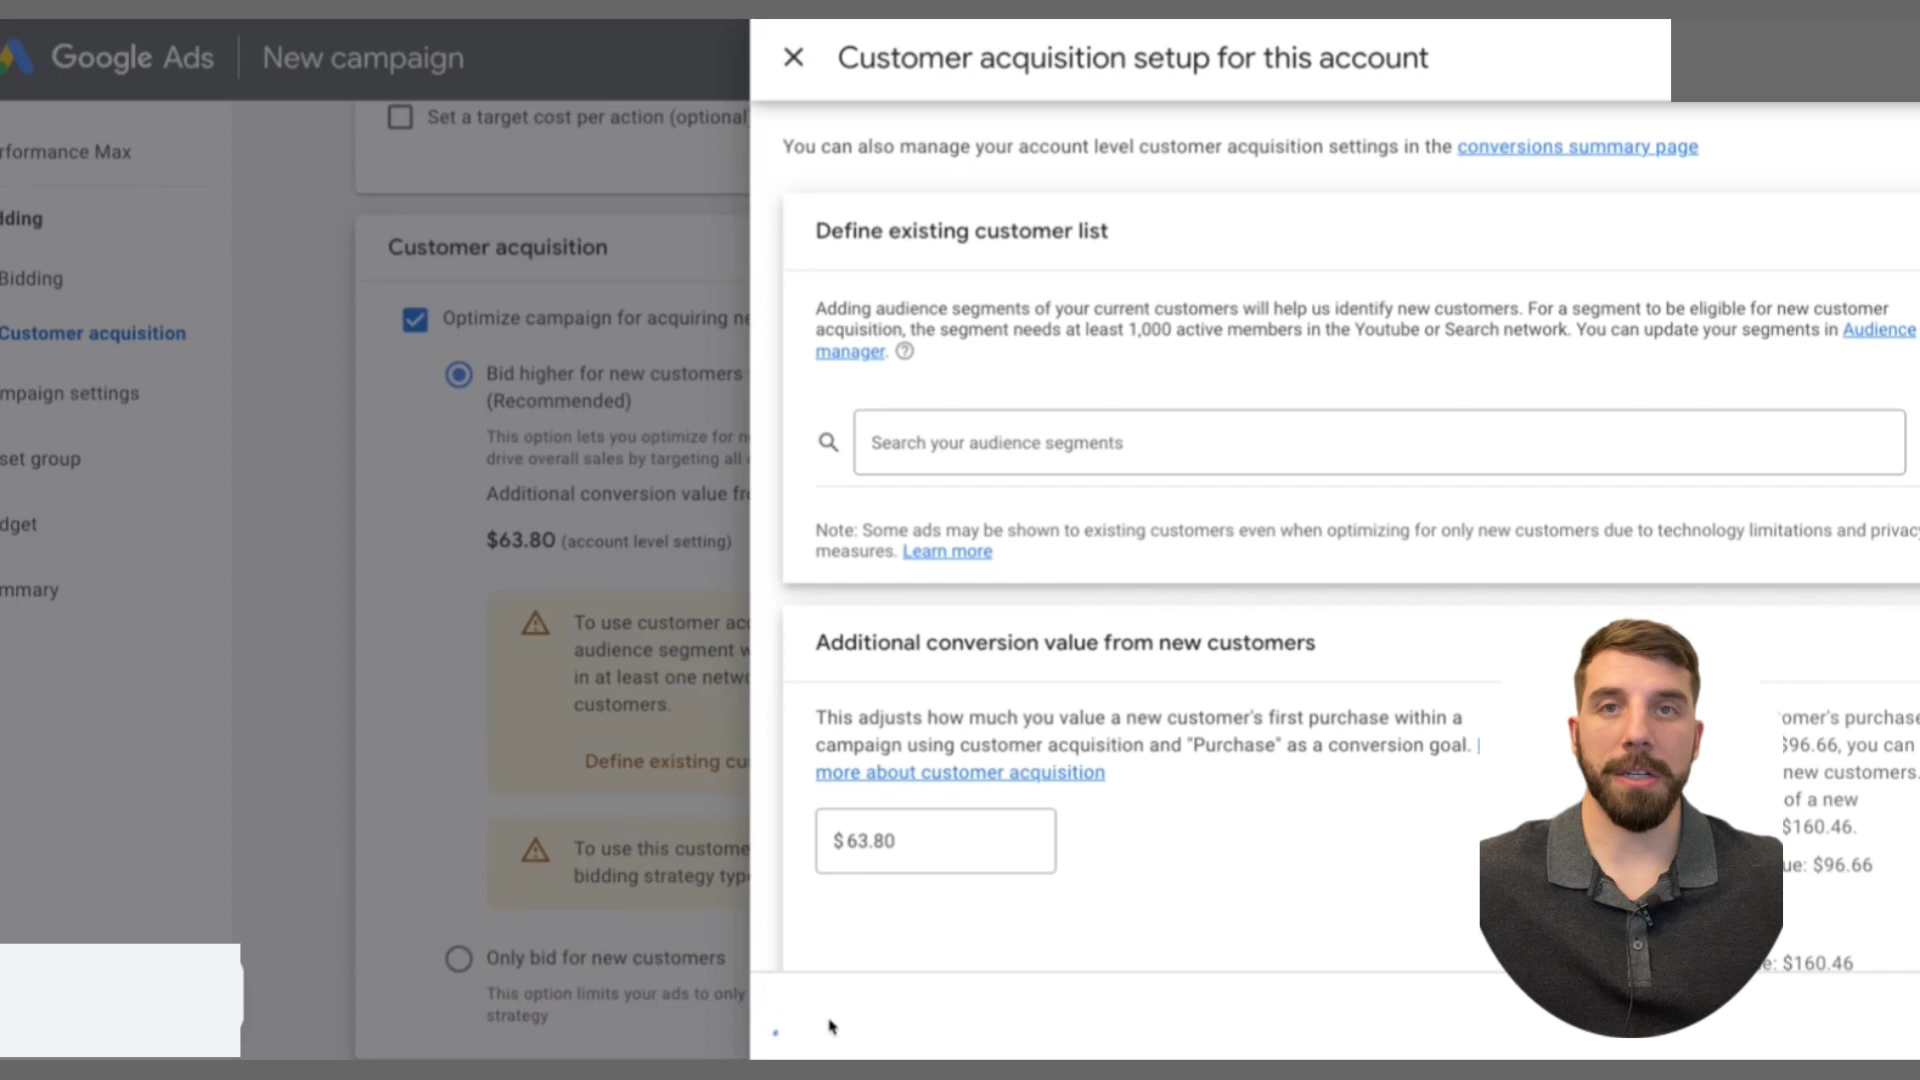 Google Ads
New campaign
Customer acquisition setup for this account
Set a target cost per action (optional)
You can also manage your account level customer acquisition settings in the conversions summary page
rformance Max
dding
Bidding
Customer acquisition
mpaign settings
set group
dget
mmary
Customer acquisition
Optimize campaign for acquiring ne
Bid higher for new customers
(Recommended)
This option lets you optimize for n
drive overall sales by targeting all
Additional conversion value fr
$63.80 (account level setting)
To use customer acc
audience segment w
in at least one netwo
customers.
Define existing cu
To use this custome
bidding strategy typ
Only bid for new customers
This option limits your ads to only
strategy
Define existing customer list
Adding audience segments of your current customers will help us identify new customers. For a segment to be eligible for new customer
acquisition, the segment needs at least 1,000 active members in the Youtube or Search network. You can update your segments in Audience
manager.
Search your audience segments
Note: Some ads may be shown to existing customers even when optimizing for only new customers due to technology limitations and privacy
measures. Learn more
Additional conversion value from new customers
This adjusts how much you value a new customer's first purchase within a
campaign using customer acquisition and "Purchase" as a conversion goal.
more about customer acquisition
$ 63.80
omer's purchase
$96.66, you can
new customers.
of a new
$160.46.
ue: $96.66
e: $160.46